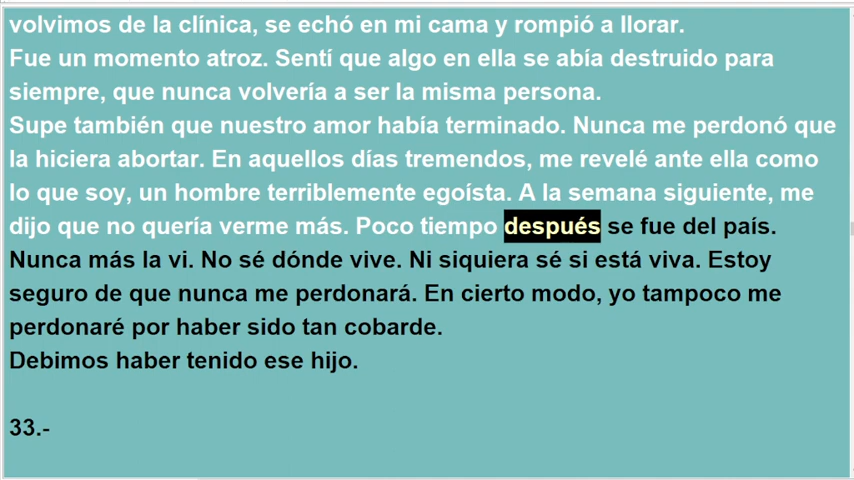 volvimos de la clínica, se echó en mi cama y rompió a llorar.
Fue un momento atroz. Sentí que algo en ella se abía destruido para
siempre, que nunca volvería a ser la misma persona.
Supe también que nuestro amor había terminado. Nunca me perdonó que
la hiciera abortar. En aquellos días tremendos, me revelé ante ella como
lo que soy, un hombre terriblemente egoísta. A la semana siguiente, me
dijo que no quería verme más. Poco tiempo después se fue del país.
Nunca más la vi. No sé dónde vive. Ni siquiera sé si está viva. Estoy
seguro de que nunca me perdonará. En cierto modo, yo tampoco me
perdonaré por haber sido tan cobarde.
Debimos haber tenido ese hijo.
33.-